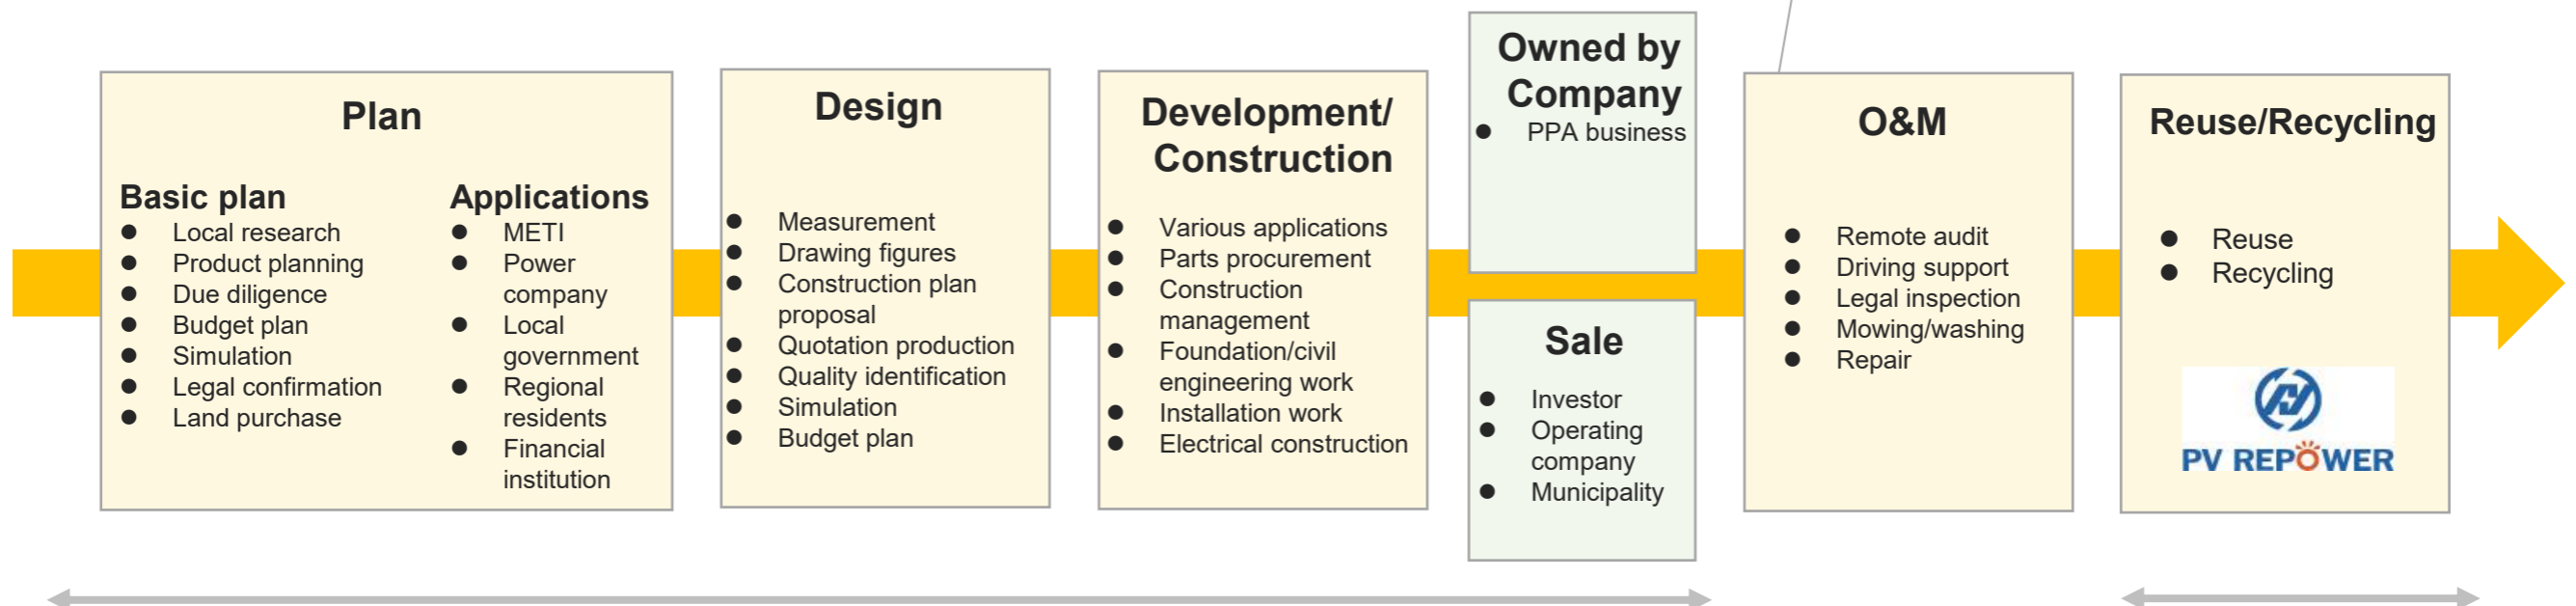 Plan
Basic plan
● Local research
● Product planning
● Due diligence
● Budget plan
● Simulation
● Legal confirmation
● Land purchase
Applications
● METI
● Power
company
● Local
government
● Regional
residents
● Financial
institution
Design
● Measurement
● Drawing figures
● Construction plan
proposal
● Quotation production
● Quality identification
● Simulation
● Budget plan
Development/
Construction
● Various applications
● Parts procurement
● Construction
management
● Foundation/civil
engineering work
● Installation work
● Electrical construction
Owned by
Company
● PPA business
Sale
● Investor
● Operating
company
● Municipality
O&M
● Remote audit
● Driving support
● Legal inspection
● Mowing/washing
● Repair
Reuse/Recycling
● Reuse
● Recycling
PV REPOWER